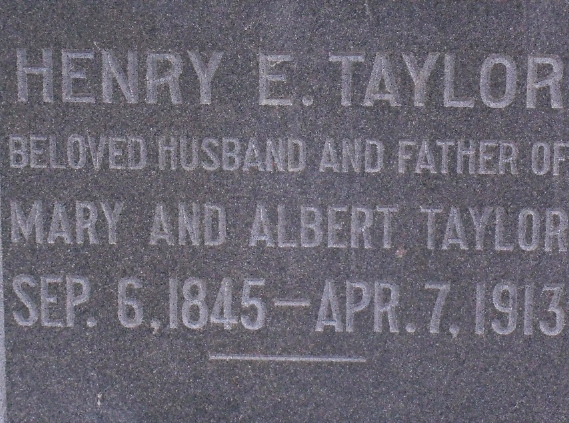 HENRY E. TAYLOR
BELOVED HUSBAND AND FATHER OF
MARY AND ALBERT TAYLOR
SEP. 6, 1845 — APR. 7, 1913